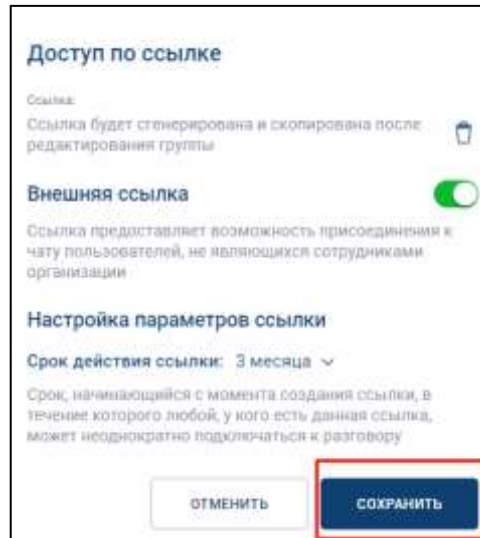 Доступ по ссылке
Ссылка:
Ссылка будет сгенерирована и скопирована после
редактирования группы
Внешняя ссылка
Ссылка предоставляет возможность присоединения к
чату пользователей, не являющихся сотрудниками
организации
Настройка параметров ссылки
Срок действия ссылки: 3 месяца
Срок, начинающийся с момента создания ссылки, в
течение которого любой, у кого есть данная ссылка,
может неоднократно подключаться к разговору
ОТМЕНИТЬ СОХРАНИТЬ